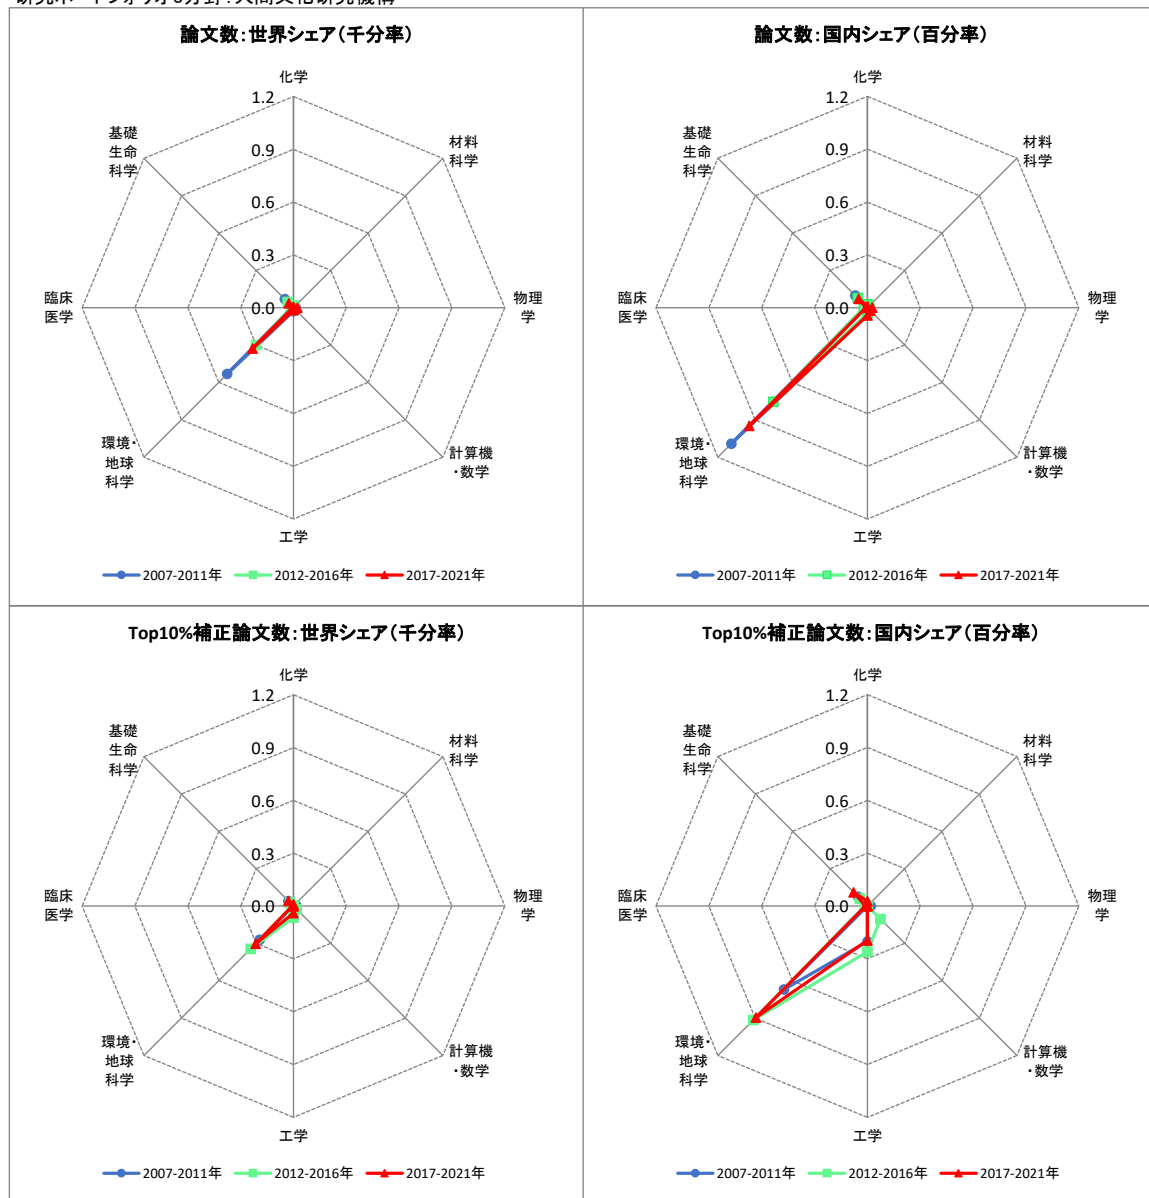 論文数：世界シェア（千分率）
化学
1.2
0.9
0.6
0.3
0.0
材料
科学
物理
学
計算機
・数学
工学
環境・
地球
科学
臨床
医学
基礎
生命
科学
2007-2011年 2012-2016年 2017-2021年
論文数：国内シェア（百分率）
化学
1.2
0.9
0.6
0.3
0.0
材料
科学
物理
学
計算機
・数学
工学
環境・
地球
科学
臨床
医学
基礎
生命
科学
2007-2011年 2012-2016年 2017-2021年
Top10%補正論文数：世界シェア（千分率）
化学
1.2
0.9
0.6
0.3
0.0
材料
科学
物理
学
計算機
・数学
工学
環境・
地球
科学
臨床
医学
基礎
生命
科学
2007-2011年 2012-2016年 2017-2021年
Top10%補正論文数：国内シェア（百分率）
化学
1.2
0.9
0.6
0.3
0.0
材料
科学
物理
学
計算機
・数学
工学
環境・
地球
科学
臨床
医学
基礎
生命
科学
2007-2011年 2012-2016年 2017-2021年